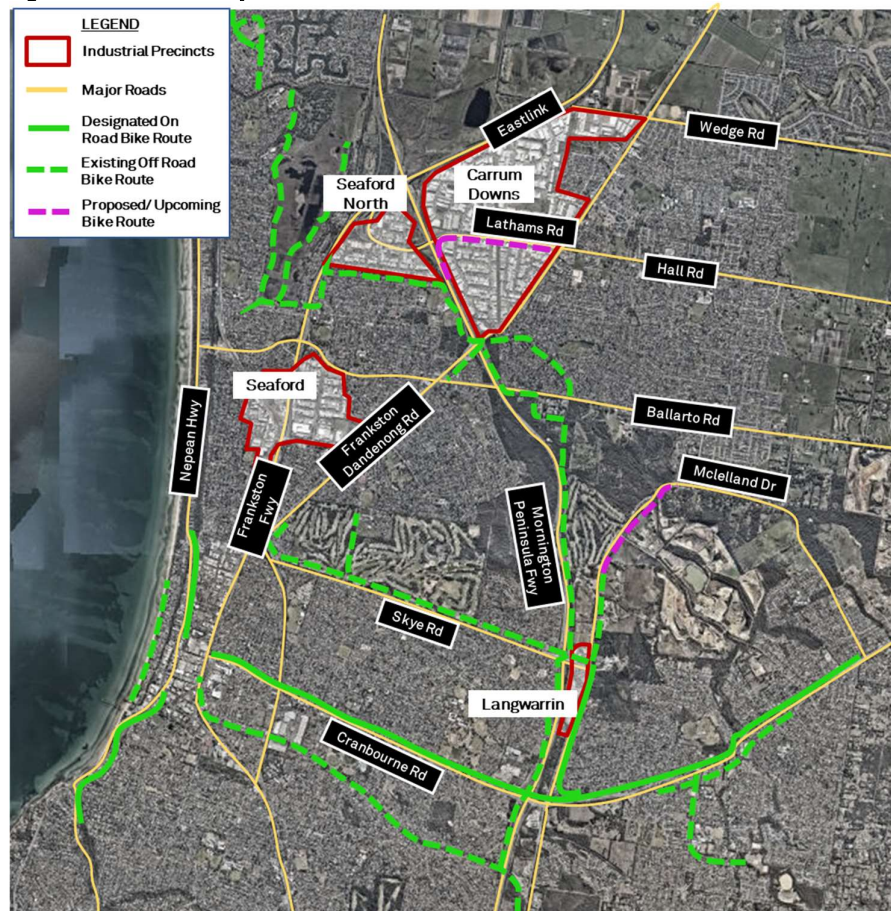 LEGEND
Industrial Precincts
Major Roads
Designated On
Road Bike Route
Existing Off Road
Bike Route
Proposed/ Upcoming
Bike Route
Eastlink
Wedge Rd
Seaford
North
Carrum
Downs
Lathams Rd
Hall Rd
Seaford
Nepean Hwy
Frankston
Dandenong Rd
Ballarto Rd
Mclelland Dr
Frankston
Fwy
Mornington
Peninsula Fwy
Skye Rd
Langwarrin
Cranbourne Rd